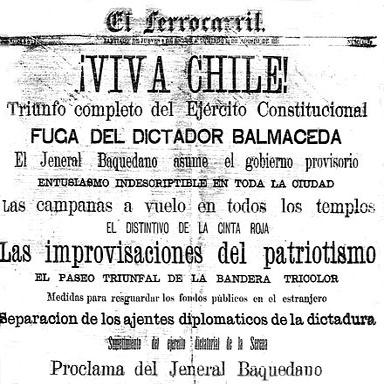 El Ferrocarril.
¡VIVA CHILE!
Triunfo completo del Ejército Constitucional
FUGA DEL DICTADOR BALMACEDA
El Jeneral Baquedano asume el gobierno provisorio
ENTUSIASMO INDESCRIPTIBLE EN TODA LA CIUDAD
Las campanas a vuelo en todos los templos
EL DISTINTIVO DE LA CINTA ROJA
Las improvisaciones del patriotismo
EL PASEO TRIUNFAL DE LA BANDERA TRICOLOR
Medidas para resguardar los fondos públicos en el estranjero
Separacion de los ajentes diplomaticos de la dictadura
del ejército dictatorial de la Serena
Proclama del Jeneral Baquedano